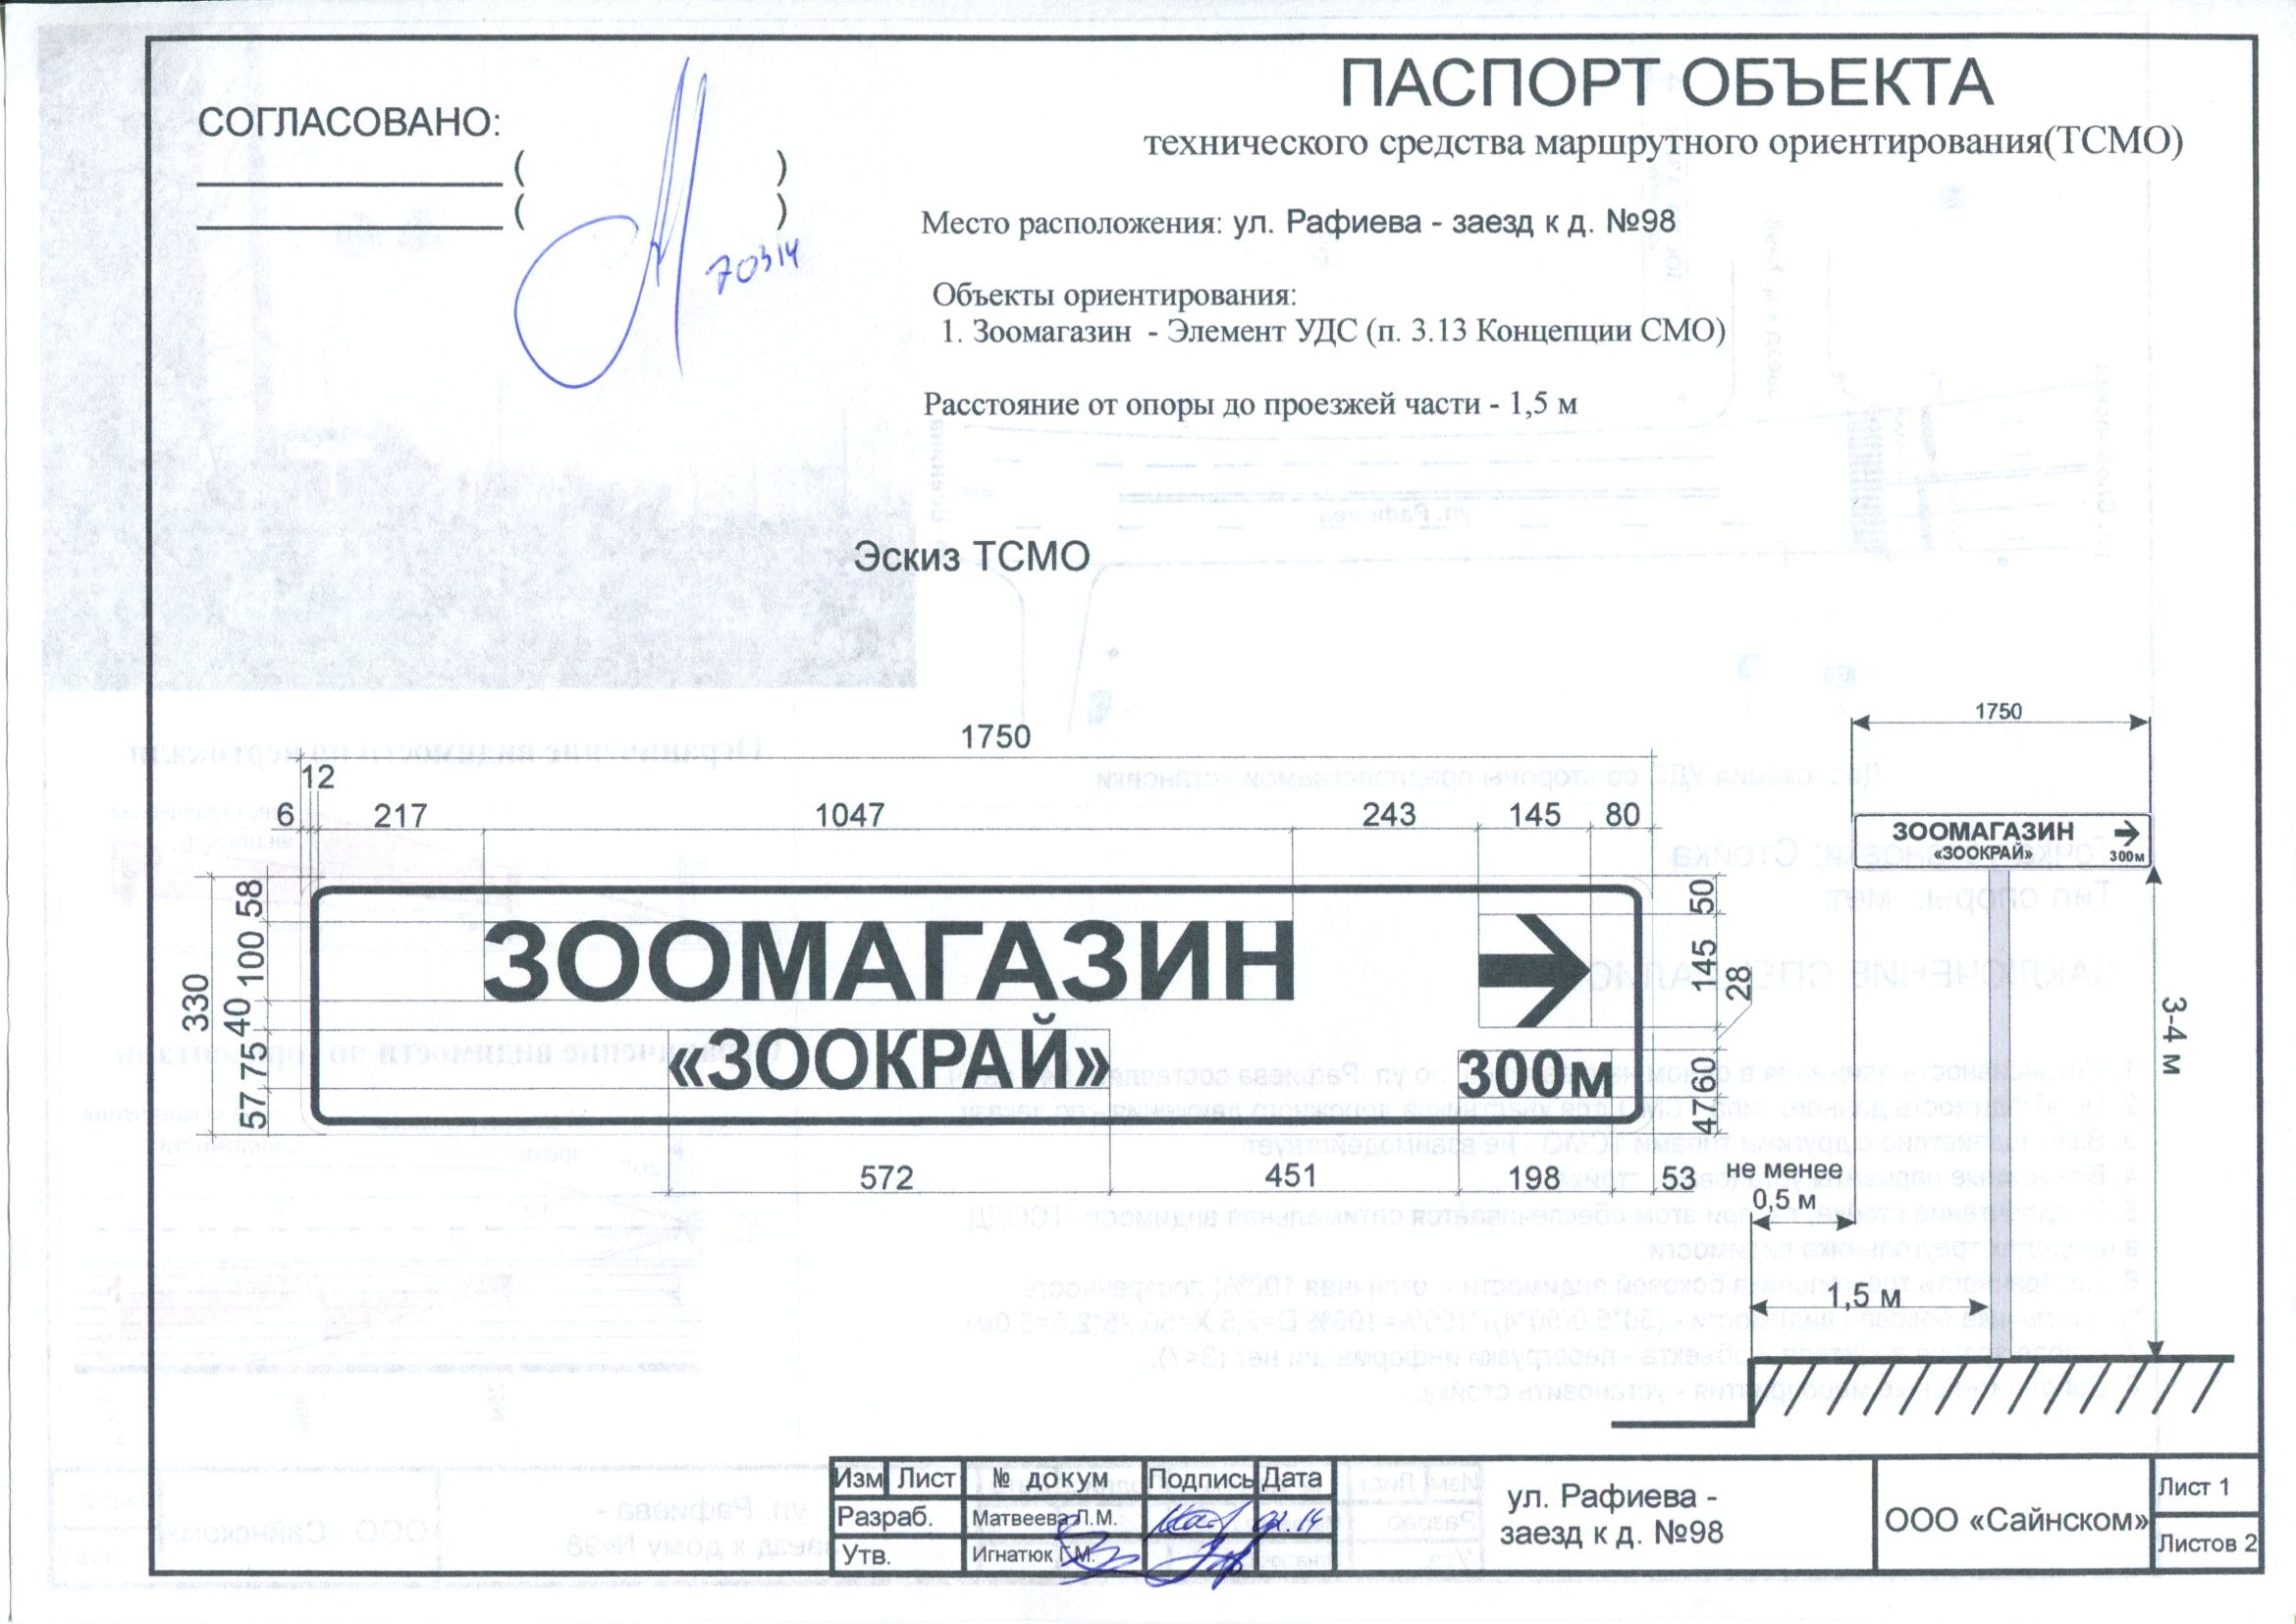 СОГЛАСОВАНО:
( )
( )
70314
ПАСПОРТ ОБЪЕКТА
технического средства маршрутного ориентирования(ТСМО)
Место расположения: ул. Рафиева - заезд к д. №98
Объекты ориентирования:
1. Зоомагазин - Элемент УДС (п. 3.13 Концепции СМО)
Расстояние от опоры до проезжей части - 1,5 м
Эскиз ТСМО
1750
12
6 217 1047 243 145 80
330
58
100
40
75
57
ЗООМАГАЗИН
«ЗООКРАЙ»
300м
50
145
28
60
47
572 451 198 53
1750
ЗООМАГАЗИН
«ЗООКРАЙ»
300м
3-4 м
не менее
0,5 м
1,5 м
Изм Лист № докум Подпись Дата
Разраб. Матвеева Л.М.
Утв. Игнатюк Г.М.
ул. Рафиева -
заезд к д. №98
ООО «Сайнском»
Лист 1
Листов 2